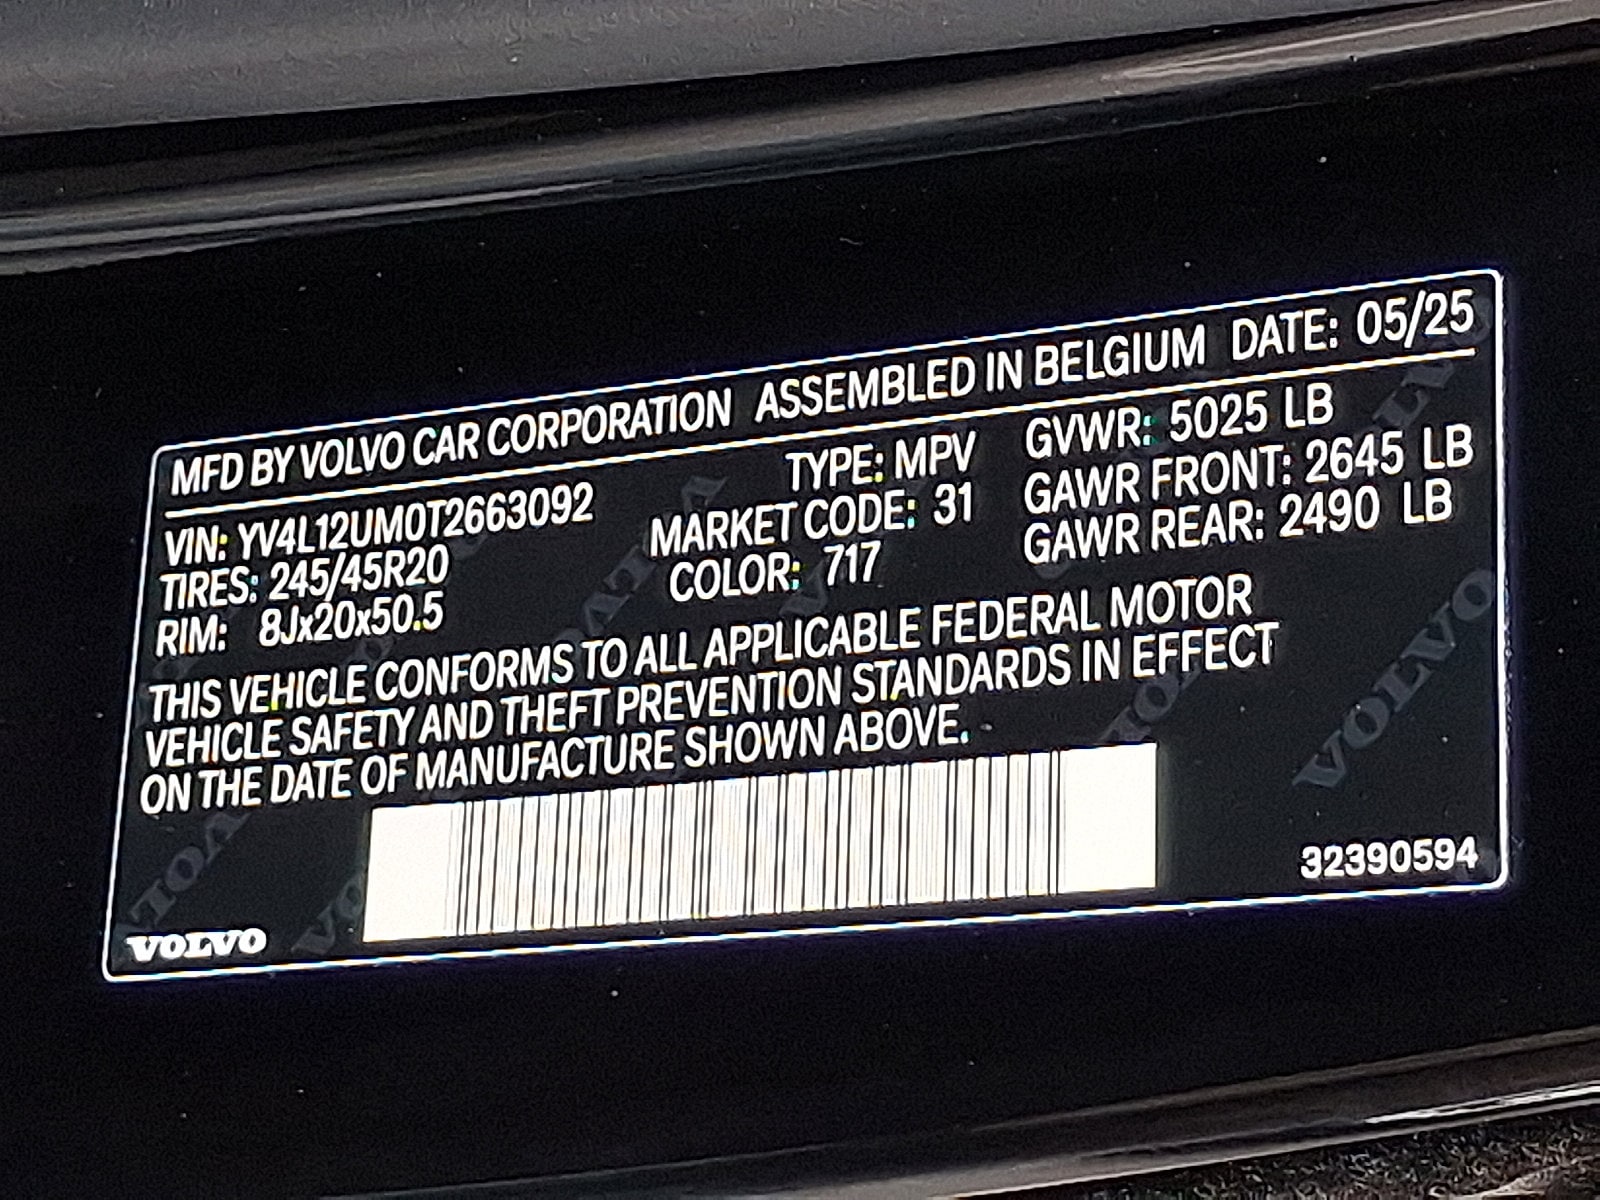 MFD BY VOLVO CAR CORPORATION ASSEMBLED IN BELGIUM DATE: 05/25
VIN: YV4L12UM0T2663092 TYPE: MPV GVWR: 5025 LB
TIRES: 245/45R20 MARKET CODE: 31 GAWR FRONT: 2645 LB
RIM: 8Jx20x50.5 COLOR: 717 GAWR REAR: 2490 LB
THIS VEHICLE CONFORMS TO ALL APPLICABLE FEDERAL MOTOR
VEHICLE SAFETY AND THEFT PREVENTION STANDARDS IN EFFECT
ON THE DATE OF MANUFACTURE SHOWN ABOVE.
VOLVO
32390594
VOLVO